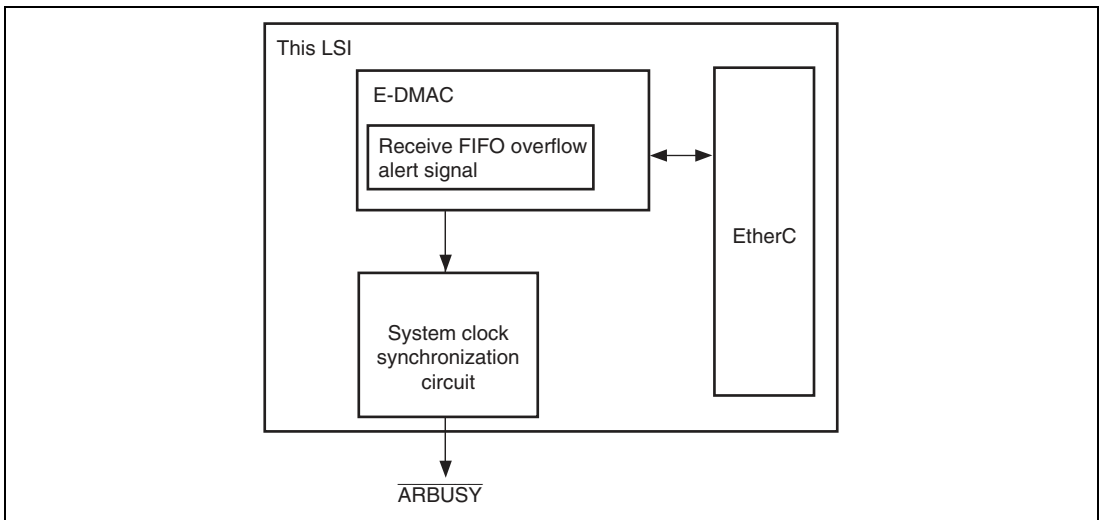 This LSI
E-DMAC
Receive FIFO overflow
alert signal
EtherC
System clock
synchronization
circuit
ARBUSY